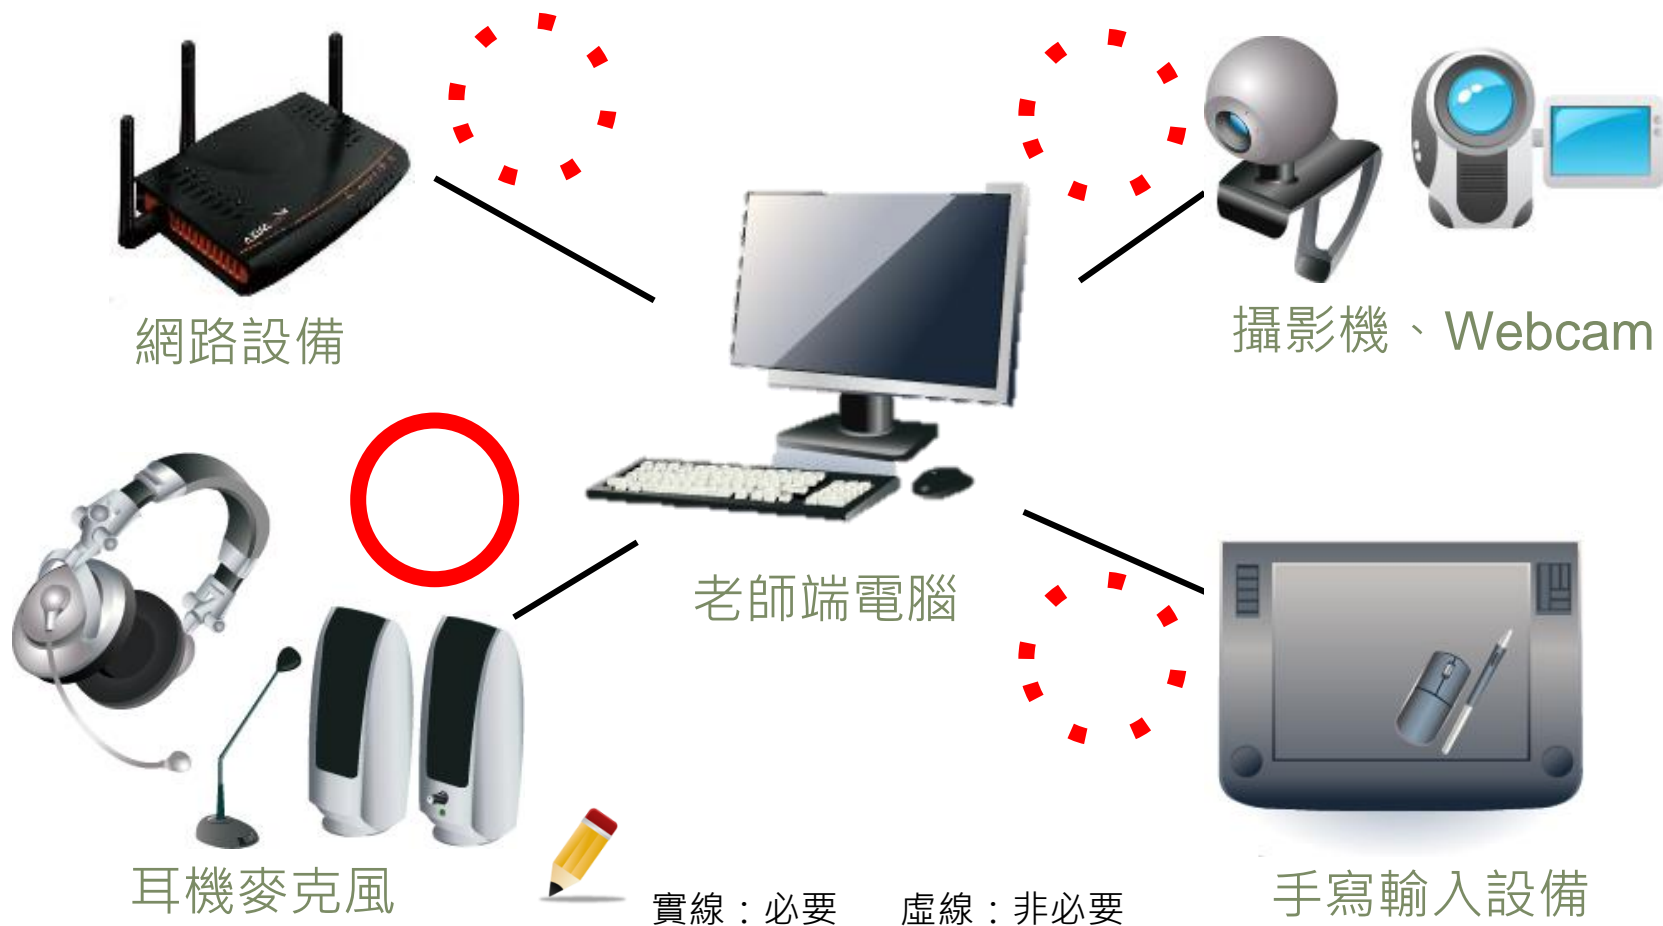 網路設備
攝影機、Webcam
老師端電腦
耳機麥克風
手寫輸入設備
實線：必要　　虛線：非必要